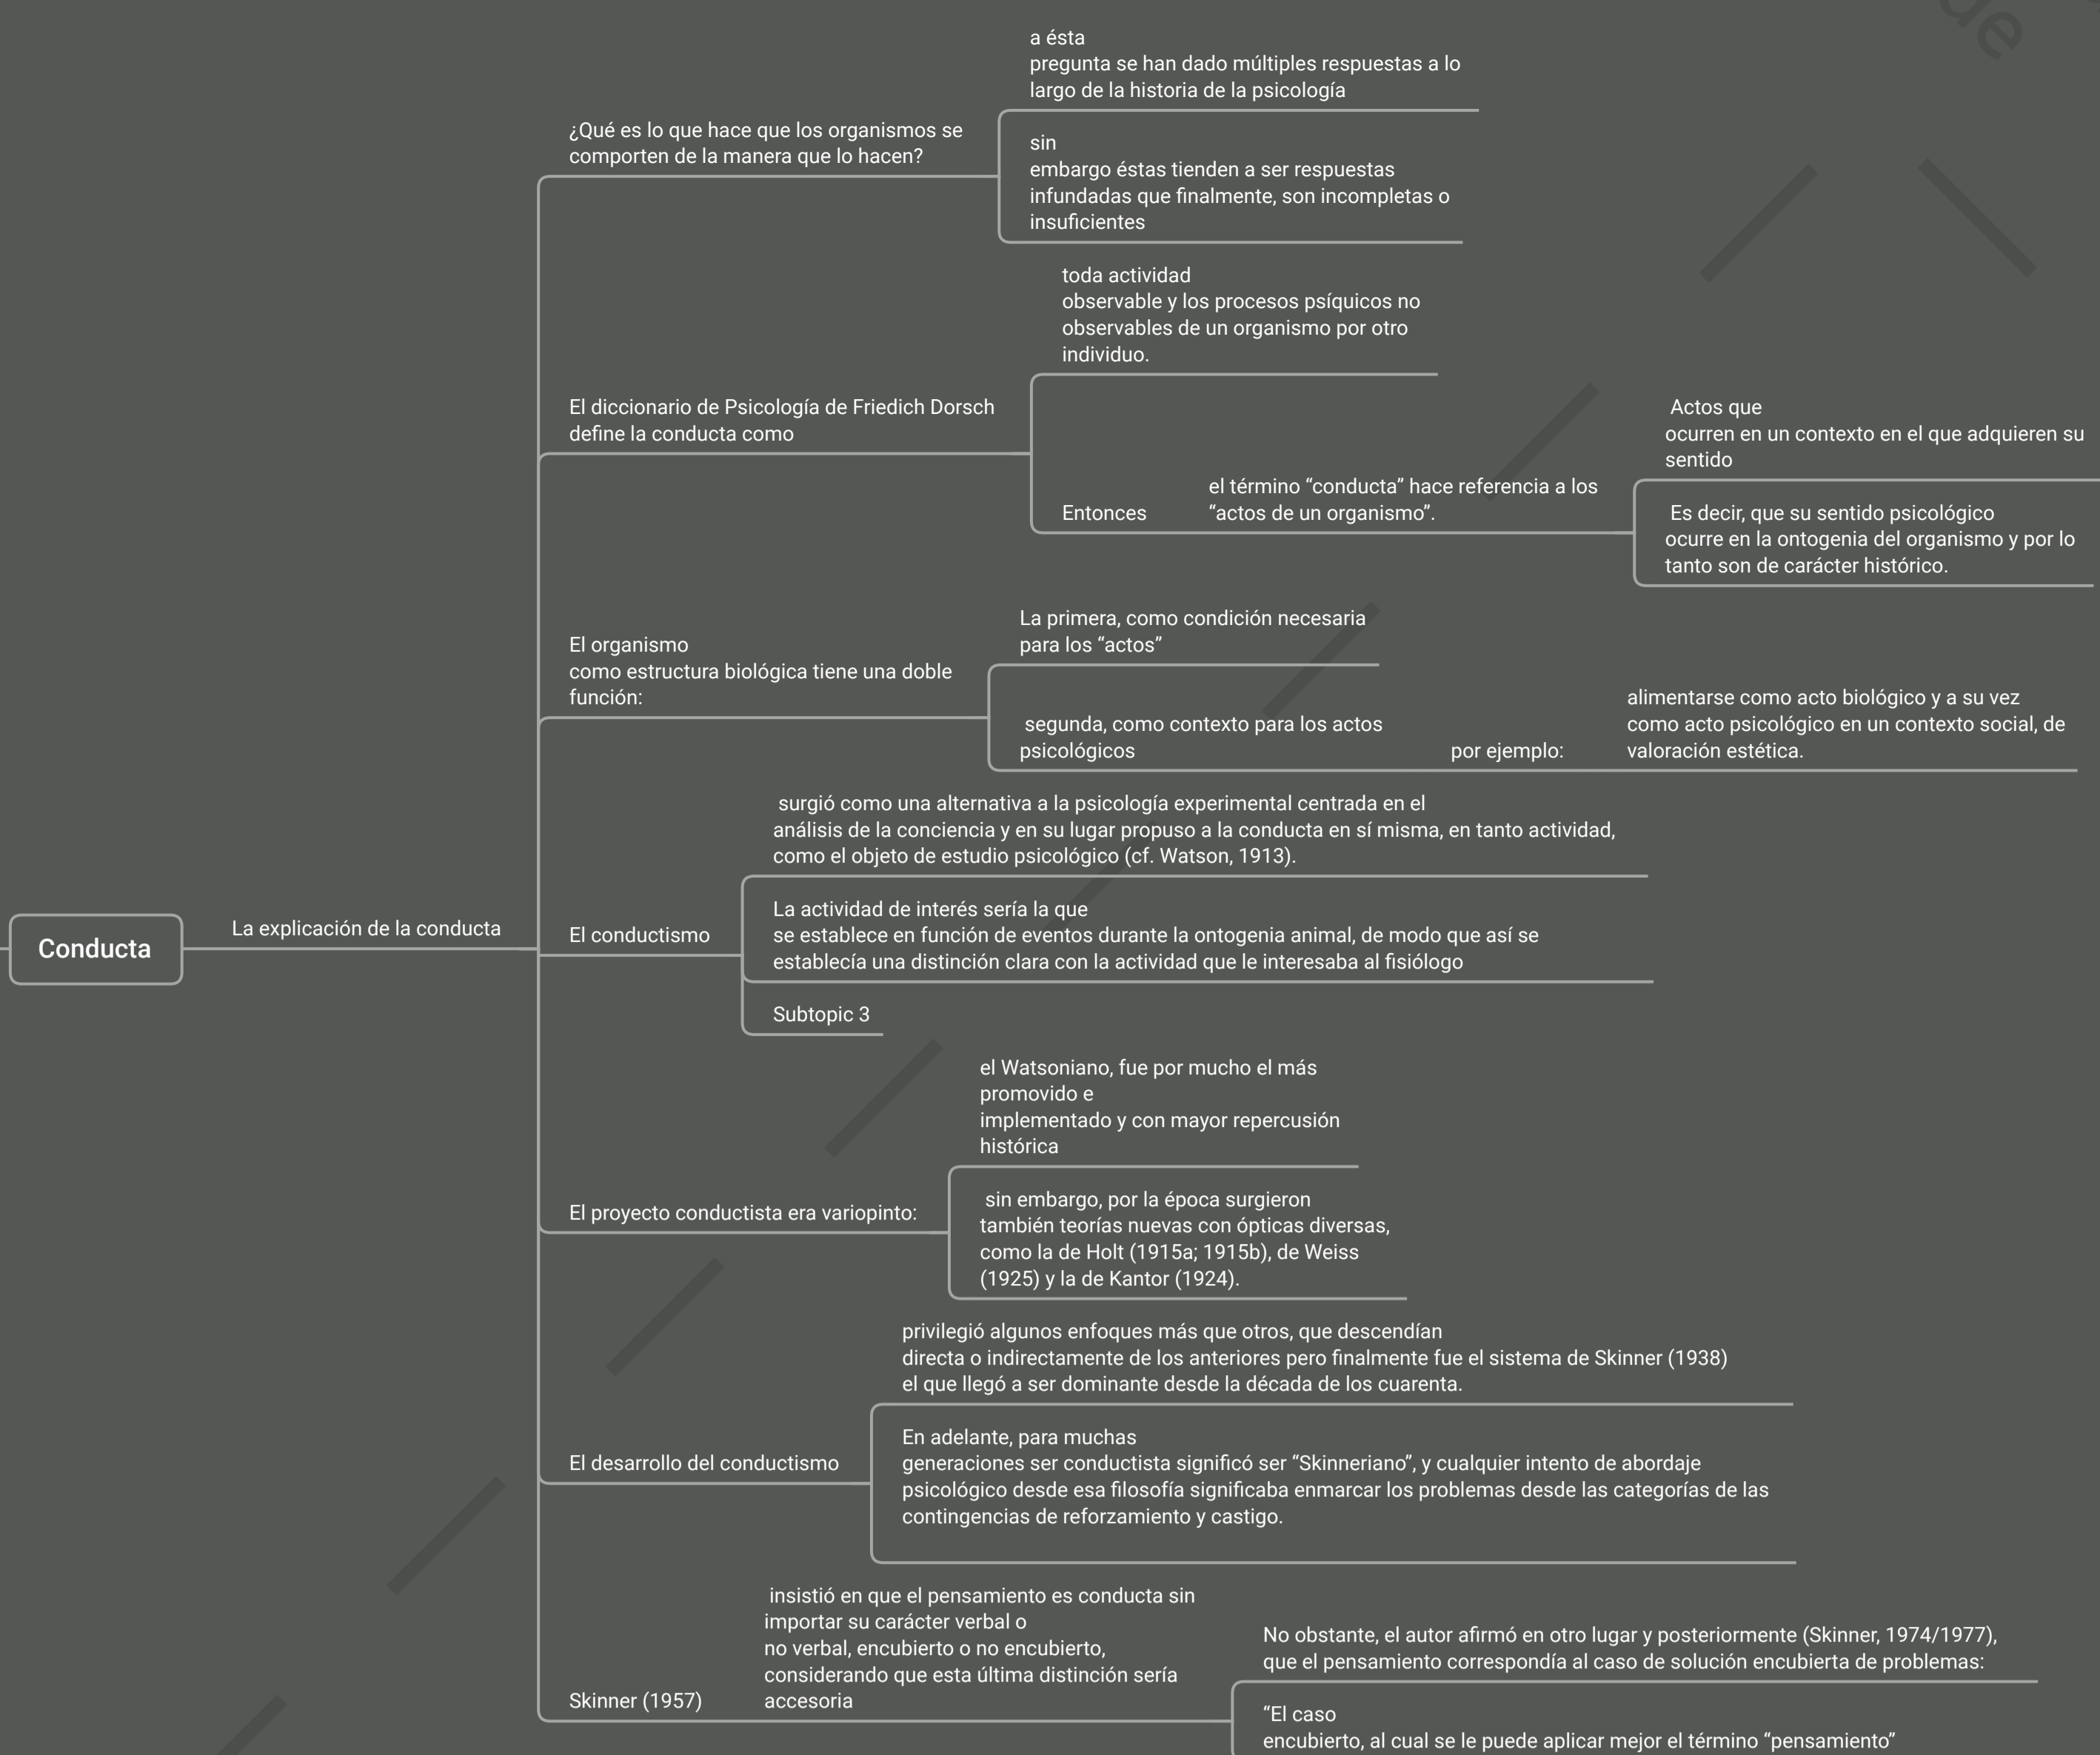 Conducta
La explicación de la conducta
¿Qué es lo que hace que los organismos se
comporten de la manera que lo hacen?
a ésta
pregunta se han dado múltiples respuestas a lo
largo de la historia de la psicología
sin
embargo éstas tienden a ser respuestas
infundadas que finalmente, son incompletas o
insuficientes
El diccionario de Psicología de Friedich Dorsch
define la conducta como
toda actividad
observable y los procesos psíquicos no
observables de un organismo por otro
individuo.
Entonces
el término “conducta” hace referencia a los
“actos de un organismo”.
Actos que
ocurren en un contexto en el que adquieren su
sentido
Es decir, que su sentido psicológico
ocurre en la ontogenia del organismo y por lo
tanto son de carácter histórico.
El organismo
como estructura biológica tiene una doble
función:
La primera, como condición necesaria
para los “actos”
segunda, como contexto para los actos
psicológicos
por ejemplo:
alimentarse como acto biológico y a su vez
como acto psicológico en un contexto social, de
valoración estética.
El conductismo
surgió como una alternativa a la psicología experimental centrada en el
análisis de la conciencia y en su lugar propuso a la conducta en sí misma, en tanto actividad,
como el objeto de estudio psicológico (cf. Watson, 1913).
La actividad de interés sería la que
se establece en función de eventos durante la ontogenia animal, de modo que así se
establecía una distinción clara con la actividad que le interesaba al fisiólogo
Subtopic 3
El proyecto conductista era variopinto:
el Watsoniano, fue por mucho el más
promovido e
implementado y con mayor repercusión
histórica
sin embargo, por la época surgieron
también teorías nuevas con ópticas diversas,
como la de Holt (1915a; 1915b), de Weiss
(1925) y la de Kantor (1924).
El desarrollo del conductismo
privilegió algunos enfoques más que otros, que descendían
directa o indirectamente de los anteriores pero finalmente fue el sistema de Skinner (1938)
el que llegó a ser dominante desde la década de los cuarenta.
En adelante, para muchas
generaciones ser conductista significó ser “Skinneriano”, y cualquier intento de abordaje
psicológico desde esa filosofía significaba enmarcar los problemas desde las categorías de las
contingencias de reforzamiento y castigo.
Skinner (1957)
insistió en que el pensamiento es conducta sin
importar su carácter verbal o
no verbal, encubierto o no encubierto,
considerando que esta última distinción sería
accesoria
No obstante, el autor afirmó en otro lugar y posteriormente (Skinner, 1974/1977),
que el pensamiento correspondía al caso de solución encubierta de problemas:
“El caso
encubierto, al cual se le puede aplicar mejor el término “pensamiento”
de